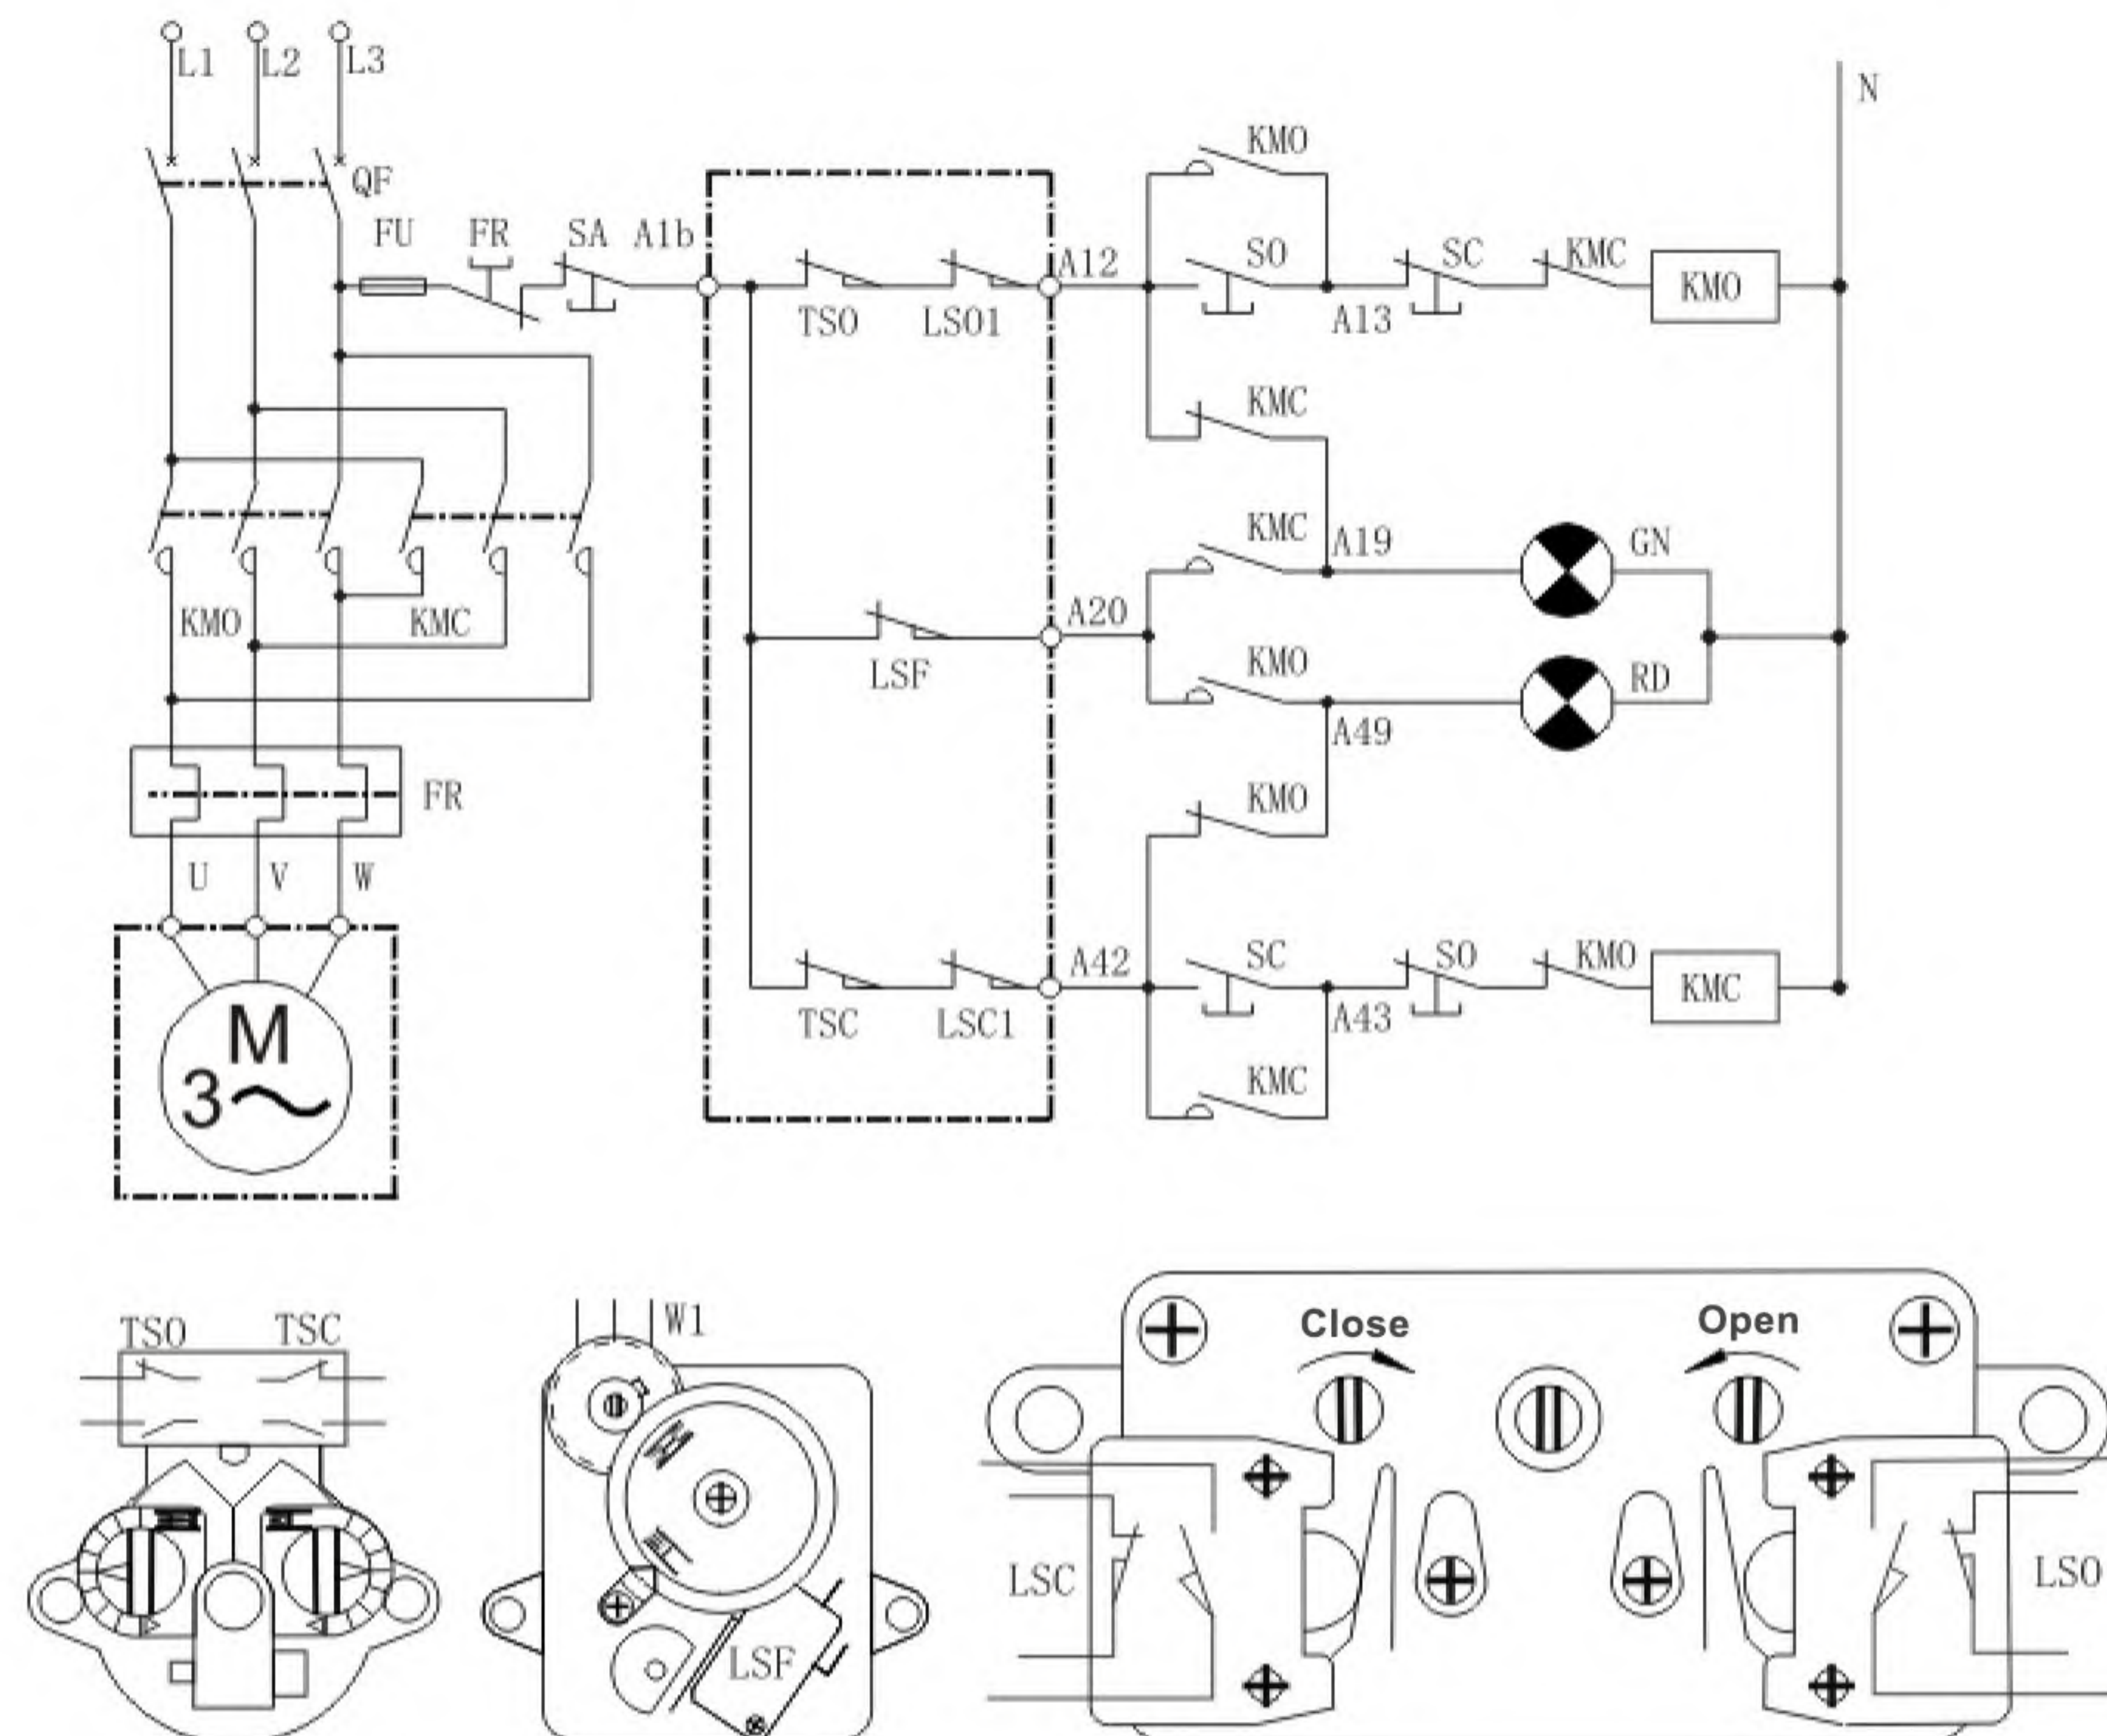 L1 L2 L3
N
KMO
QF
FU FR SA A1b
A12 SO SC KMC
KMO
TSO LSO1
A13
KMC
KMC A19 GN
A20
KMO KMC
KMO RD
LSF
A49
FR
KMO
U V W
A42 SC SO KMO
KMC
TSC LSC1
A43
M
3~
KMC
TSO TSC
W1
Close Open
LSC
LSO
LSF